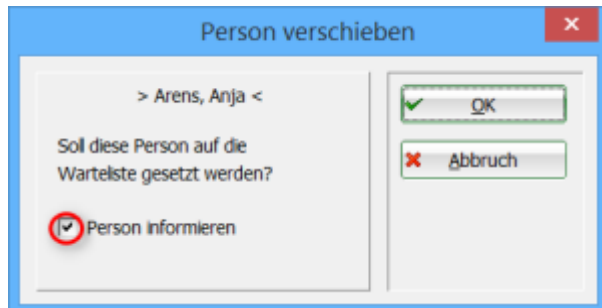 Person verschieben
> Arens, Anja <
Soll diese Person auf die
Warteliste gesetzt werden?
Person informieren
OK
Abbruch